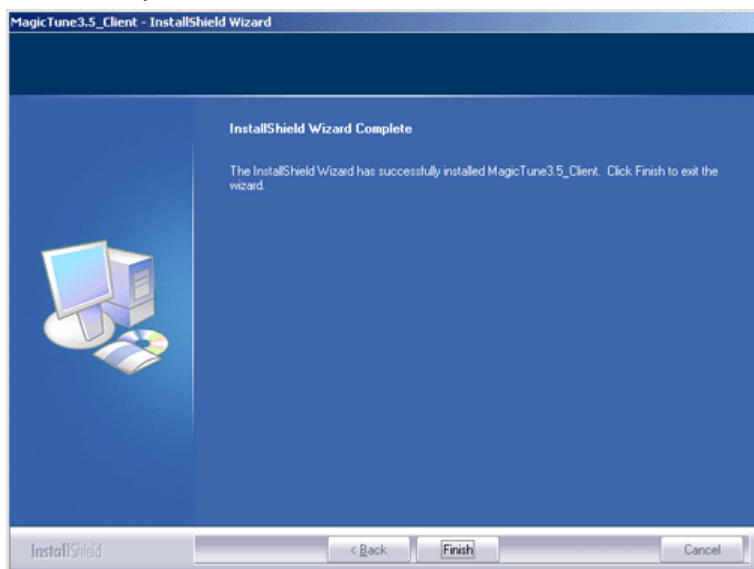 MagicTune3.5_Client - InstallShield Wizard
InstallShield Wizard Complete
The InstallShield Wizard has successfully installed MagicTune3.5_Client. Click Finish to exit the
wizard.
InstallShield
< Back
Finish
Cancel